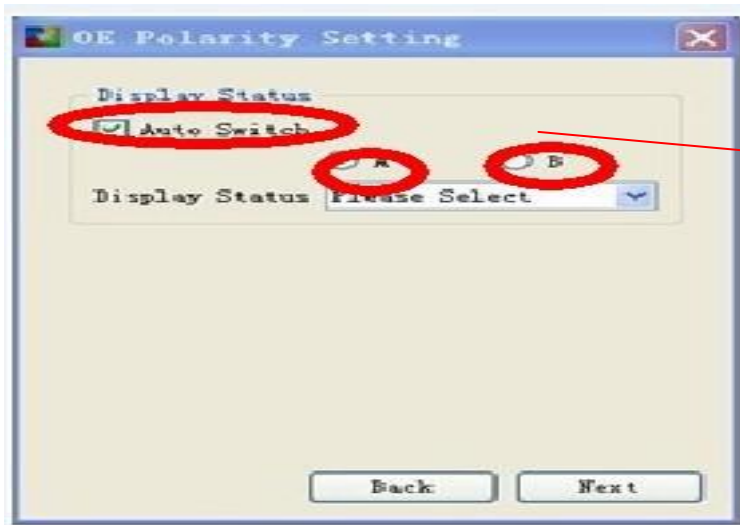 OE Polarity Setting
Display Status
Auto Switch
A B
Display Status Please Select
Back Next